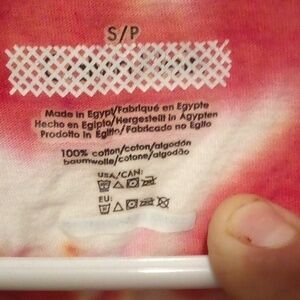 S/P
Made in Egypt/Fabriqué en Egypte
Hecho en Egipto/Hergestellt in Ägypten
Prodotto in Egitto/Fabricado no Egito
100% cotton/coton/algodón
baumwolle/cotone/algodão
USA/CAN:
EU: